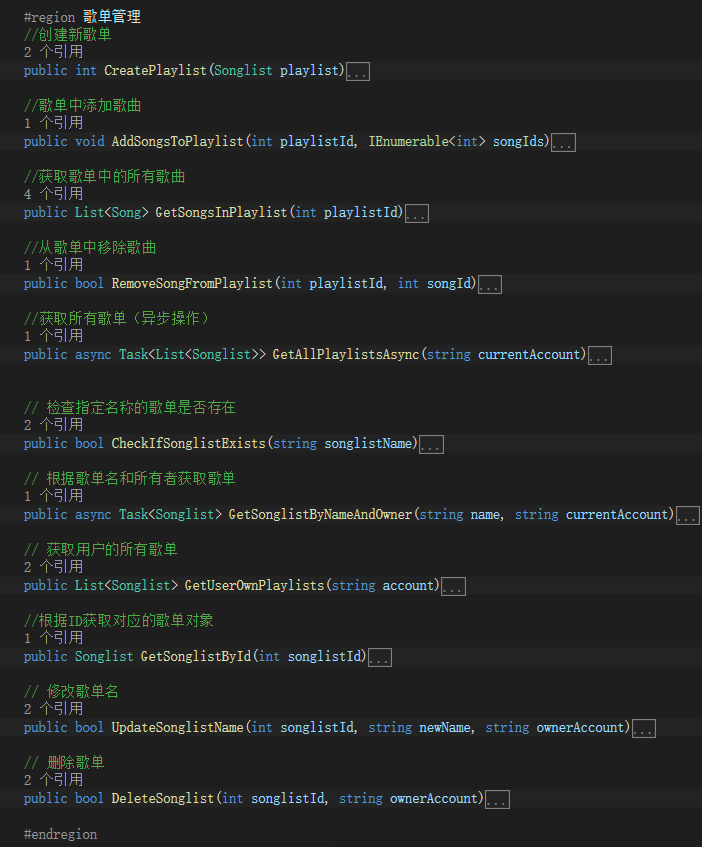 #region 歌单管理
//创建新歌单
2 个引用
public int CreatePlaylist(Songlist playlist)...
//歌单中添加歌曲
1 个引用
public void AddSongsToPlaylist(int playlistId, IEnumerable<int> songIds)...
//获取歌单中的所有歌曲
4 个引用
public List<Song> GetSongsInPlaylist(int playlistId)...
//从歌单中移除歌曲
1 个引用
public bool RemoveSongFromPlaylist(int playlistId, int songId)...
//获取所有歌单（异步操作）
1 个引用
public async Task<List<Songlist>> GetAllPlaylistsAsync(string currentAccount)...
// 检查指定名称的歌单是否存在
2 个引用
public bool CheckIfSonglistExists(string songlistName)...
// 根据歌单名和所有者获取歌单
1 个引用
public async Task<Songlist> GetSonglistByNameAndOwner(string name, string currentAccount)...
// 获取用户的所有歌单
2 个引用
public List<Songlist> GetUserOwnPlaylists(string account)...
//根据ID获取对应的歌单对象
1 个引用
public Songlist GetSonglistById(int songlistId)...
// 修改歌单名
2 个引用
public bool UpdateSonglistName(int songlistId, string newName, string ownerAccount)...
// 删除歌单
2 个引用
public bool DeleteSonglist(int songlistId, string ownerAccount)...
#endregion